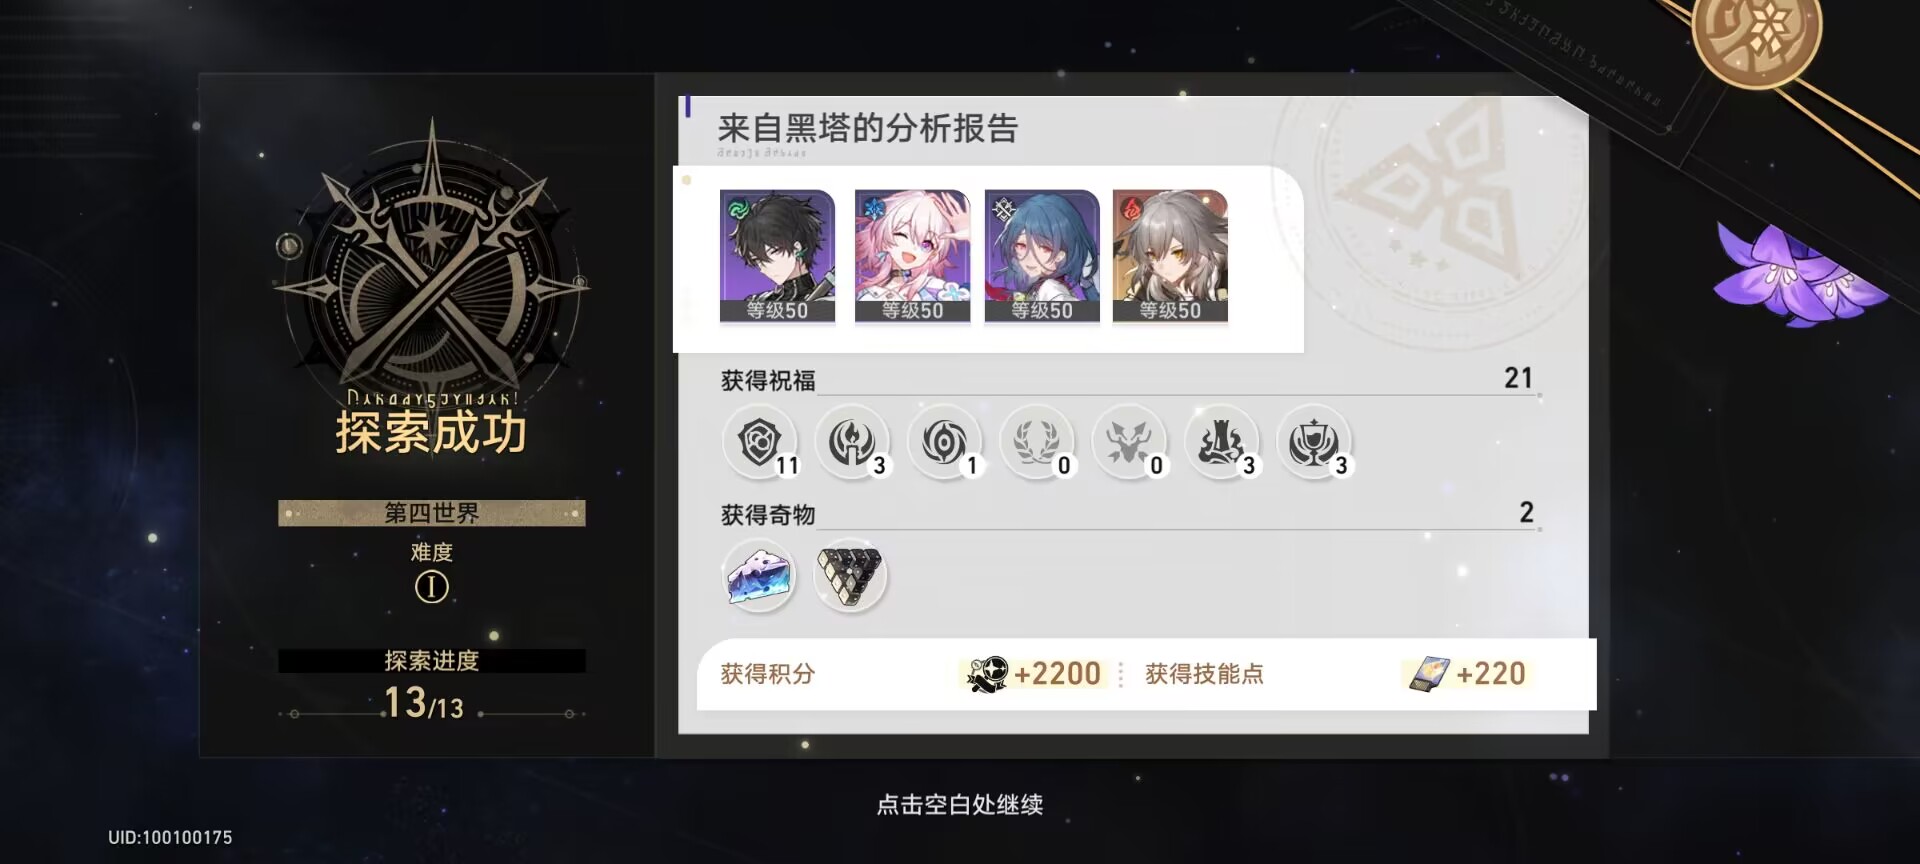 来自黑塔的分析报告
等级50
等级50
等级50
等级50
获得祝福 21
11
3
1
0
0
3
3
获得奇物 2
获得积分 +2200 获得技能点 +220
探索成功
第四世界
难度
I
探索进度
13/13
点击空白处继续
UID:100100175